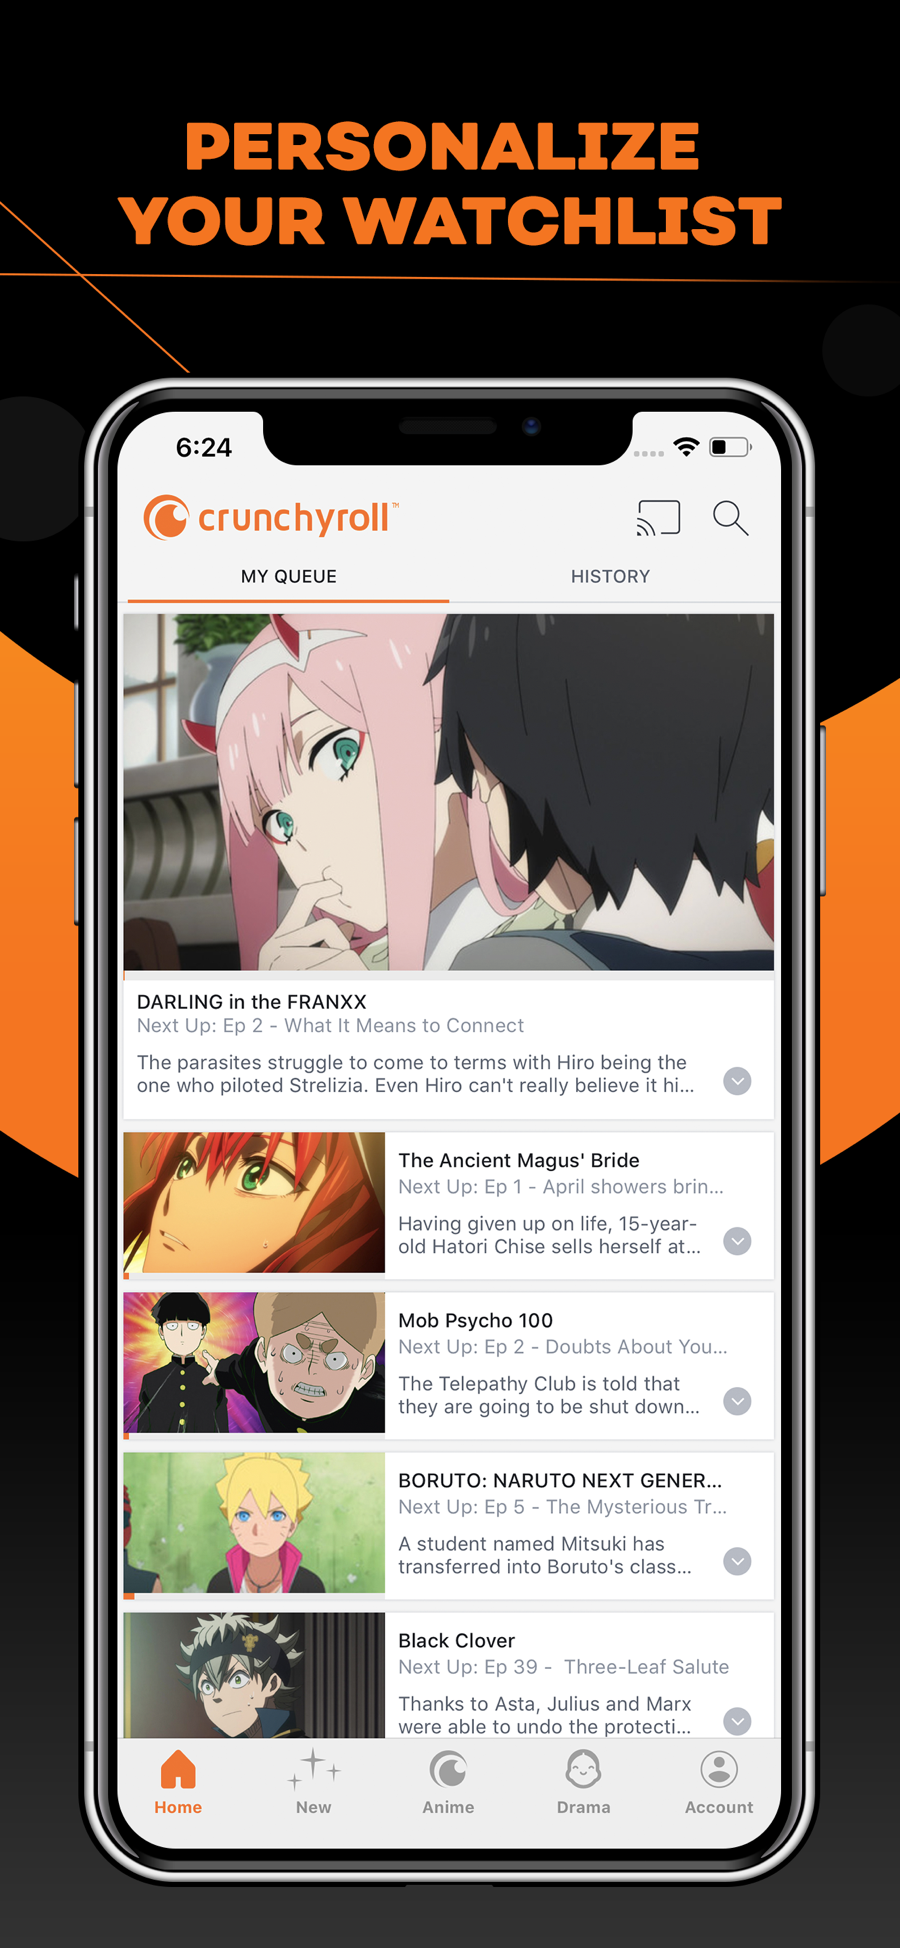 PERSONALIZE
YOUR WATCHLIST
6:24
crunchyroll™
MY QUEUE
HISTORY
DARLING in the FRANXX
Next Up: Ep 2 - What It Means to Connect
The parasites struggle to come to terms with Hiro being the
one who piloted Strelizia. Even Hiro can't really believe it hi...
The Ancient Magus' Bride
Next Up: Ep 1 - April showers brin...
Having given up on life, 15-year-
old Hatori Chise sells herself at...
Mob Psycho 100
Next Up: Ep 2 - Doubts About You...
The Telepathy Club is told that
they are going to be shut down...
BORUTO: NARUTO NEXT GENER...
Next Up: Ep 5 - The Mysterious Tr...
A student named Mitsuki has
transferred into Boruto's class...
Black Clover
Next Up: Ep 39 - Three-Leaf Salute
Thanks to Asta, Julius and Marx
were able to undo the protecti...
Home
New
Anime
Drama
Account